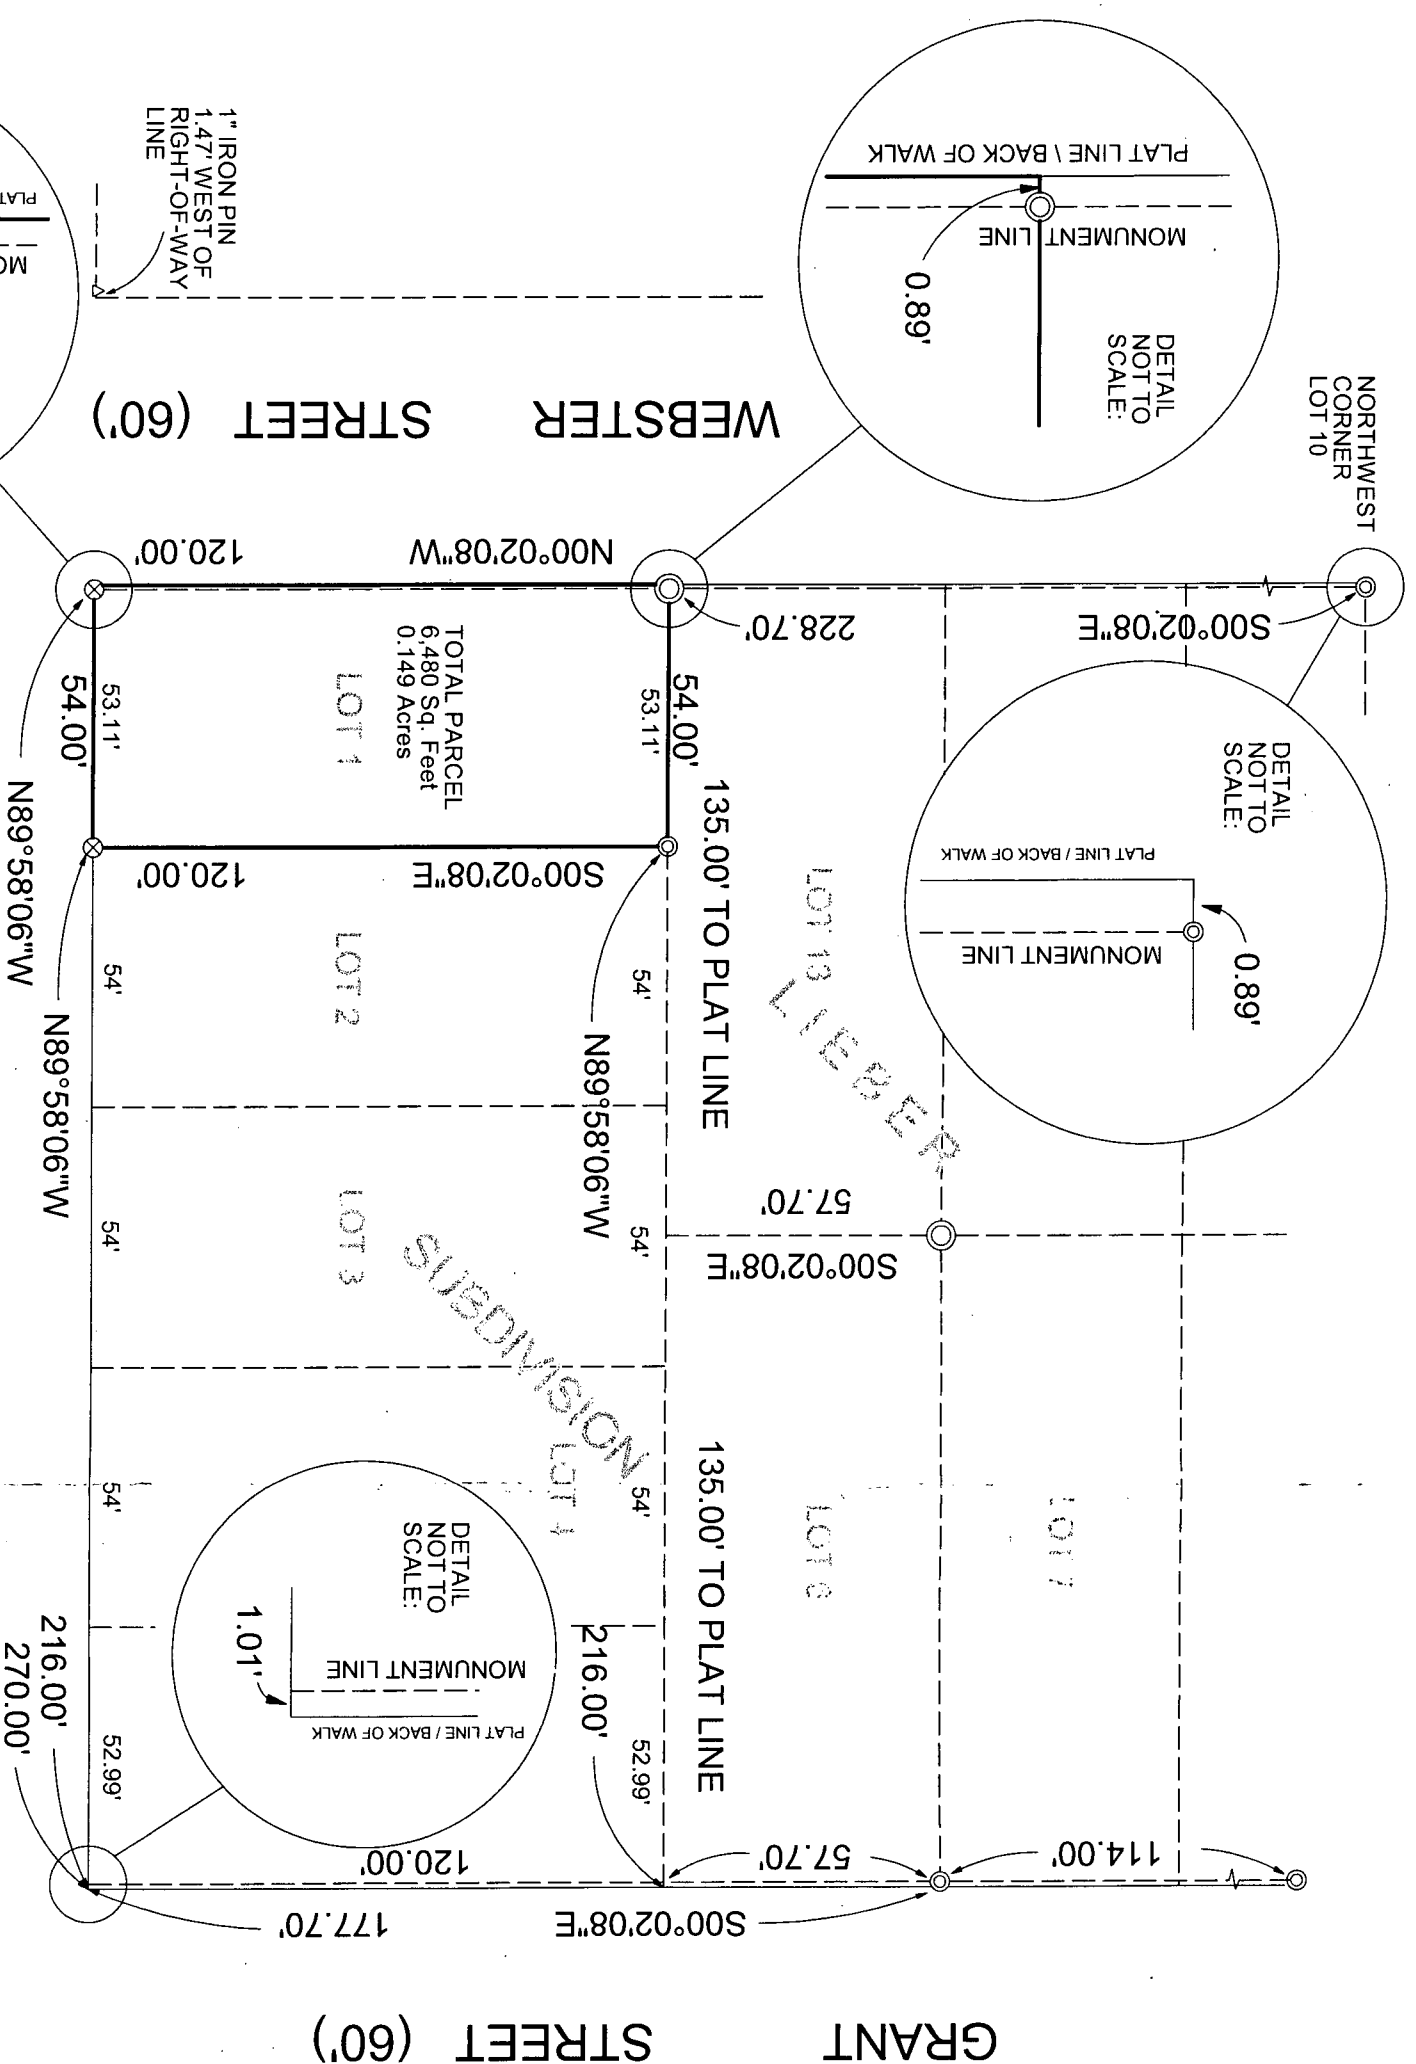 NORTHWEST
CORNER
LOT 10
DETAIL
NOT TO
SCALE:
PLAT LINE / BACK OF WALK
MONUMENT LINE
0.89'
DETAIL
NOT TO
SCALE:
PLAT LINE / BACK OF WALK
MONUMENT LINE
0.89'
1" IRON PIN
1.47' WEST OF
RIGHT-OF-WAY
LINE
PLAT
MO
WEBSTER STREET (60')
S00°02'08"E
228.70'
N00°02'08"W
120.00'
TOTAL PARCEL
6,480 Sq. Feet
0.149 Acres
LOT 1
54.00'
53.11'
53.11'
54.00'
S00°02'08"E
120.00'
N89°58'06"W
N89°58'06"W
N89°58'06"W
135.00' TO PLAT LINE
LOT 13
LIEBER
SUBDIVISION
LOT 2
54'
54'
LOT 3
54'
54'
57.70'
S00°02'08"E
135.00' TO PLAT LINE
LOT 7
LOT 6
LOT 4
54'
54'
DETAIL
NOT TO
SCALE:
MONUMENT LINE
PLAT LINE / BACK OF WALK
1.01'
216.00'
52.99'
52.99'
216.00'
270.00'
114.00'
57.70'
120.00'
S00°02'08"E
177.70'
GRANT STREET (60')